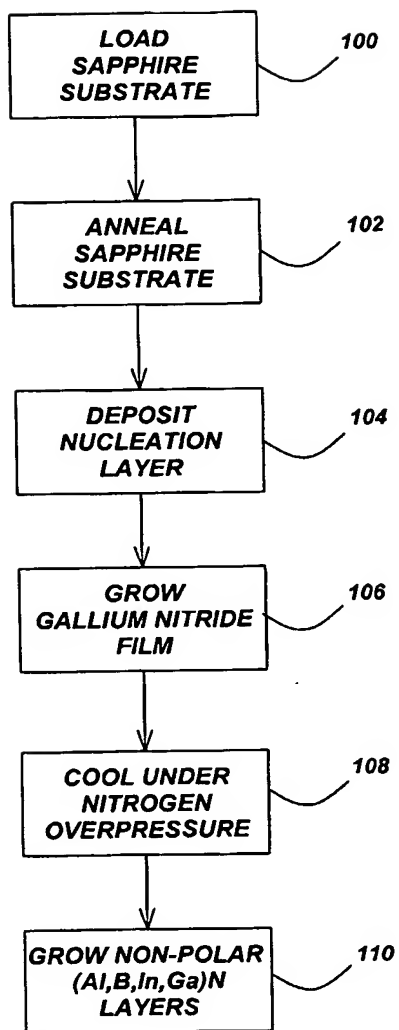 LOAD
SAPPHIRE
SUBSTRATE
100
ANNEAL
SAPPHIRE
SUBSTRATE
102
DEPOSIT
NUCLEATION
LAYER
104
GROW
GALLIUM NITRIDE
FILM
106
COOL UNDER
NITROGEN
OVERPRESSURE
108
GROW NON-POLAR
(Al,B,In,Ga)N
LAYERS
110